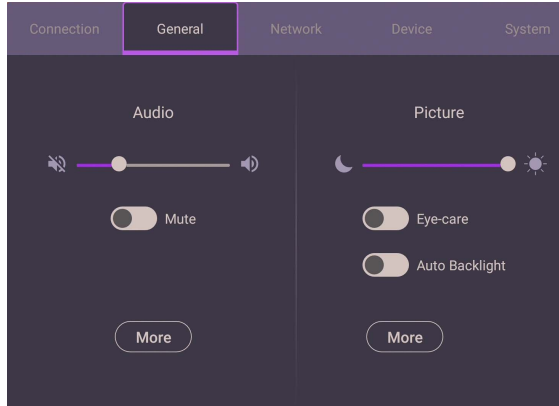 Connection General Network Device System
Audio
Mute
More
Picture
Eye-care
Auto Backlight
More